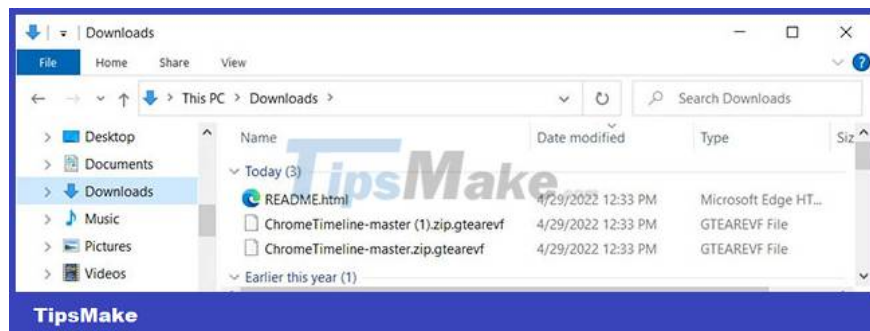 Downloads
File Home Share View
This PC > Downloads >
Search Downloads
Desktop
Documents
Downloads
Music
Pictures
Videos
Name Date modified Type Siz
Today (3)
README.html 4/29/2022 12:33 PM Microsoft Edge HT...
ChromeTimeline-master (1).zip.gtearevf 4/29/2022 12:33 PM GTEAREVF File
ChromeTimeline-master.zip.gtearevf 4/29/2022 12:33 PM GTEAREVF File
Earlier this year (1)
TipsMake.com
TipsMake